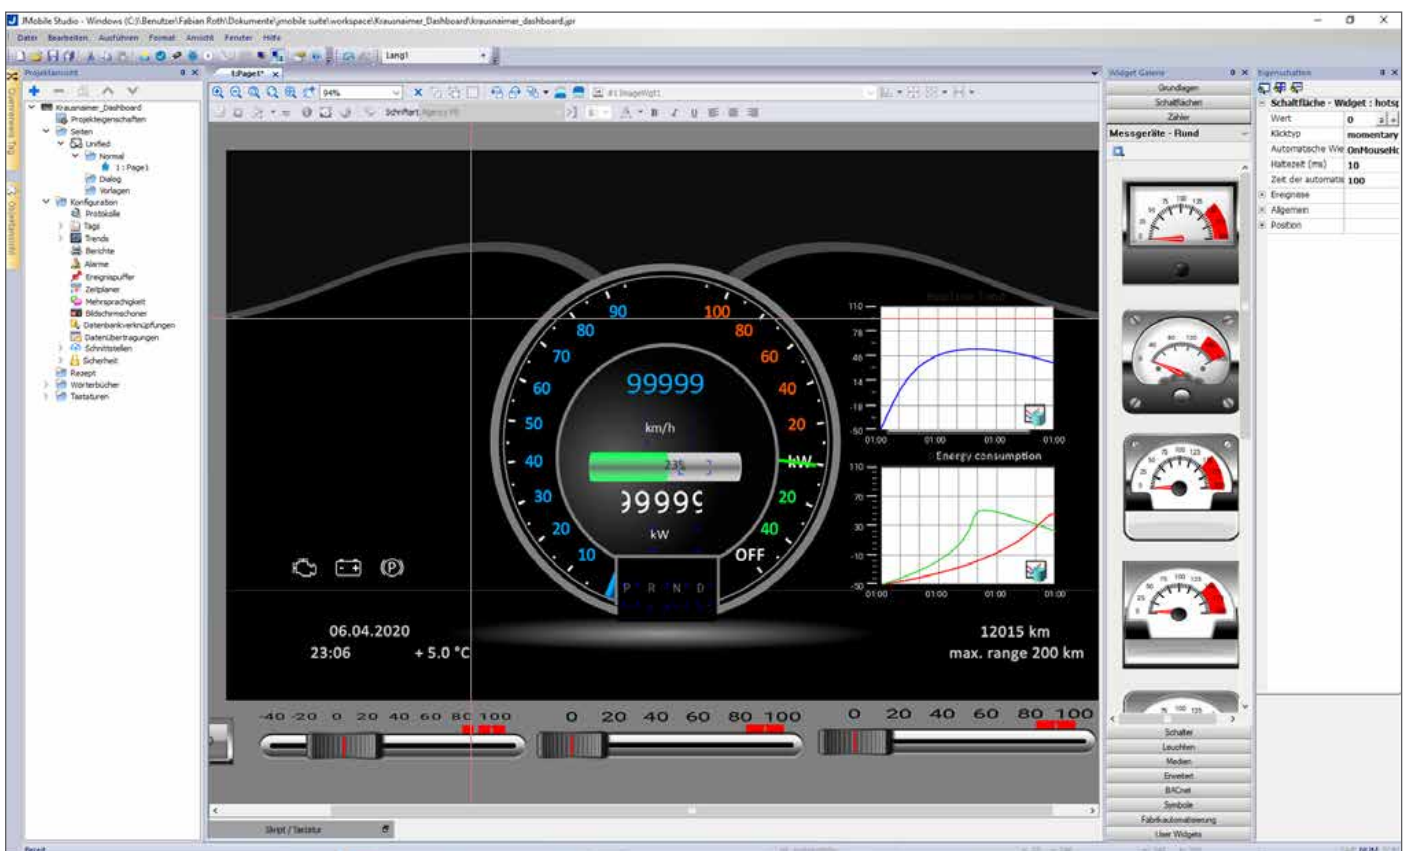 JMobile Studio - Windows (C:)\Benutzer\Fabian Roth\Dokumente\jmobile suite\workspace\Krausnaimer_Dashboard\krausnaimer_dashboard.jpr
Datei Bearbeiten Ausführen Format Ansicht Fenster Hilfe
Lang1
Projektansicht
Krausnaimer_Dashboard
Projekteigenschaften
Seiten
Unified
Normal
1 : Page1
Dialog
Vorlagen
Konfiguration
Protokolle
Tags
Trends
Berichte
Alarme
Ereignispuffer
Zeitplaner
Mehrsprachigkeit
Bildschirmschoner
Datenbankverknüpfungen
Datenübertragungen
Schnittstellen
Sicherheit
Rezept
Wörterbücher
Tastaturen
1:Page1*
94%
#1 ImageWgt1
Schriftart
90 100
80 80
70 60
60 40
50 20
40 kW
30 20
20 40
10 OFF
99999
km/h
99999
kW
P R N D
110
78
46
14
-18
-50
01:00 01:00 01:00 01:00
Energy consumption
110
70
30
-10
-50
01:00 01:00 01:00 01:00
06.04.2020
23:06 + 5.0 °C
12015 km
max. range 200 km
-40 -20 0 20 40 60 80 100
0 20 40 60 80 100
0 20 40 60 80 100
Skript / Tastatur
Widget Galerie
Grundlagen
Schaltflächen
Zähler
Messgeräte - Rund
Schalter
Leuchten
Medien
Erweitert
BACnet
Symbole
Fabrikautomatisierung
User Widgets
Eigenschaften
Schaltfläche - Widget : hotsp
Wert 0
Klicktyp momentary
Automatische Wie OnMouseHo
Haltezeit (ms) 10
Zeit der automatis 100
Ereignisse
Allgemein
Position
Bereit